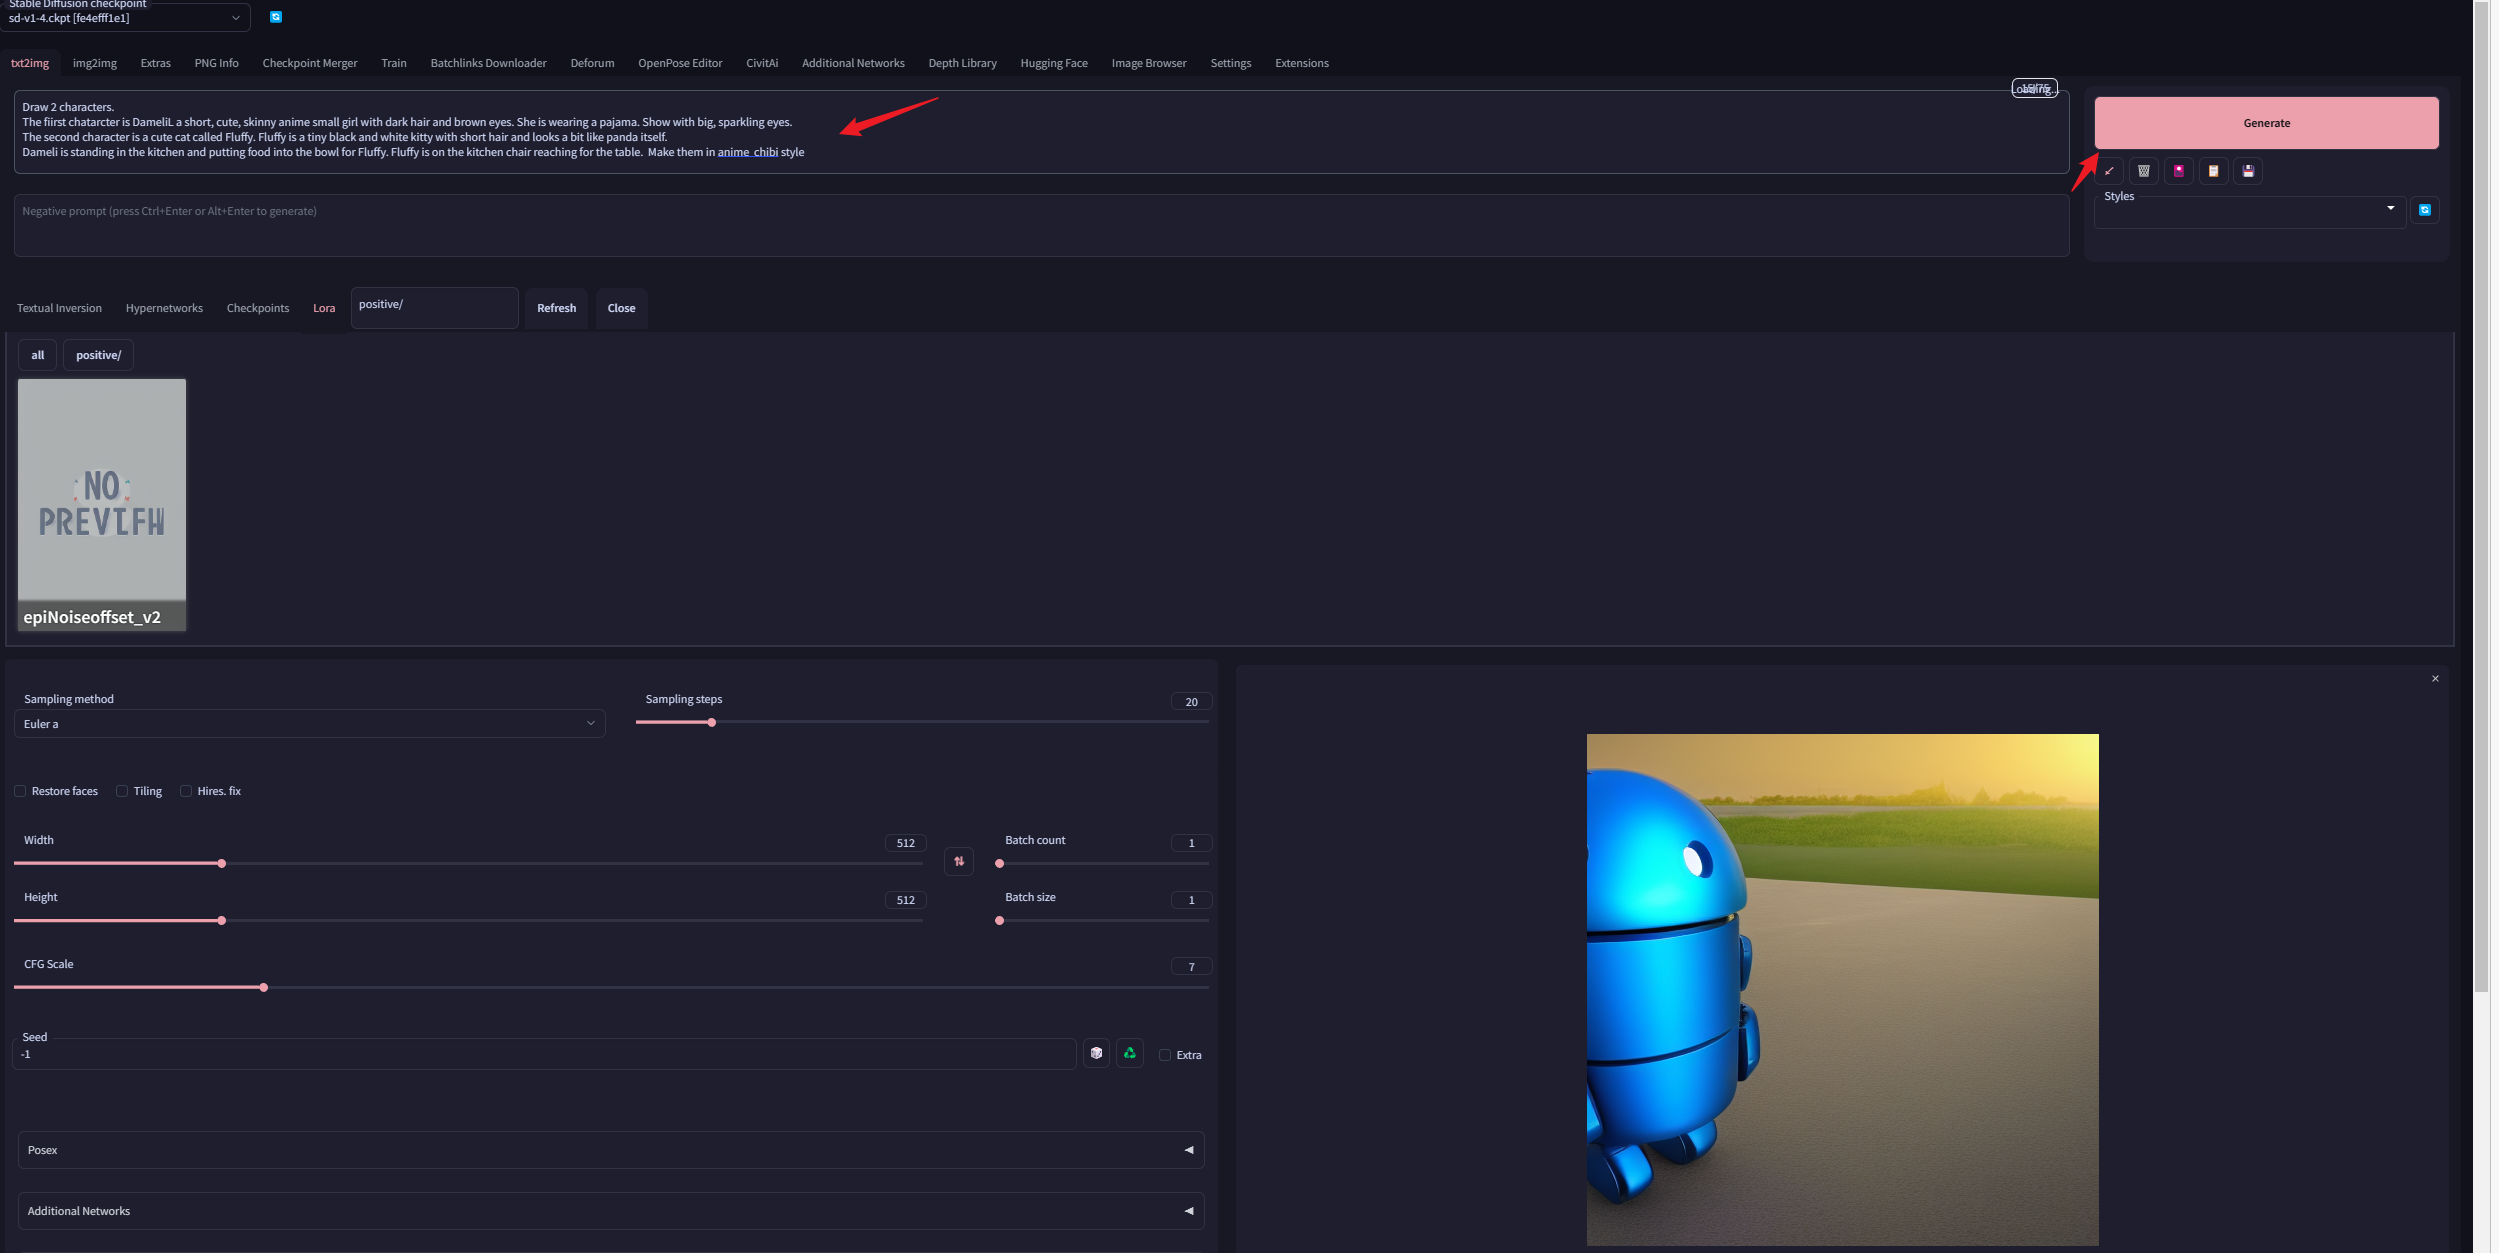 Stable Diffusion checkpoint
sd-v1-4.ckpt [fe4efff1e1]
txt2img img2img Extras PNG Info Checkpoint Merger Train Batchlinks Downloader Deforum OpenPose Editor CivitAi Additional Networks Depth Library Hugging Face Image Browser Settings Extensions
Loading...
Draw 2 characters.
The fiirst chatarcter is DameliL a short, cute, skinny anime small girl with dark hair and brown eyes. She is wearing a pajama. Show with big, sparkling eyes.
The second character is a cute cat called Fluffy. Fluffy is a tiny black and white kitty with short hair and looks a bit like panda itself.
Dameli is standing in the kitchen and putting food into the bowl for Fluffy. Fluffy is on the kitchen chair reaching for the table.  Make them in anime chibi style
Generate
Styles
Negative prompt (press Ctrl+Enter or Alt+Enter to generate)
Textual Inversion Hypernetworks Checkpoints Lora positive/ Refresh Close
all positive/
NO
PREVIFW
epiNoiseoffset_v2
Sampling method
Euler a
Sampling steps 20
Restore faces Tiling Hires. fix
Width 512
Batch count 1
Height 512
Batch size 1
CFG Scale 7
Seed
-1
Extra
Posex
Additional Networks